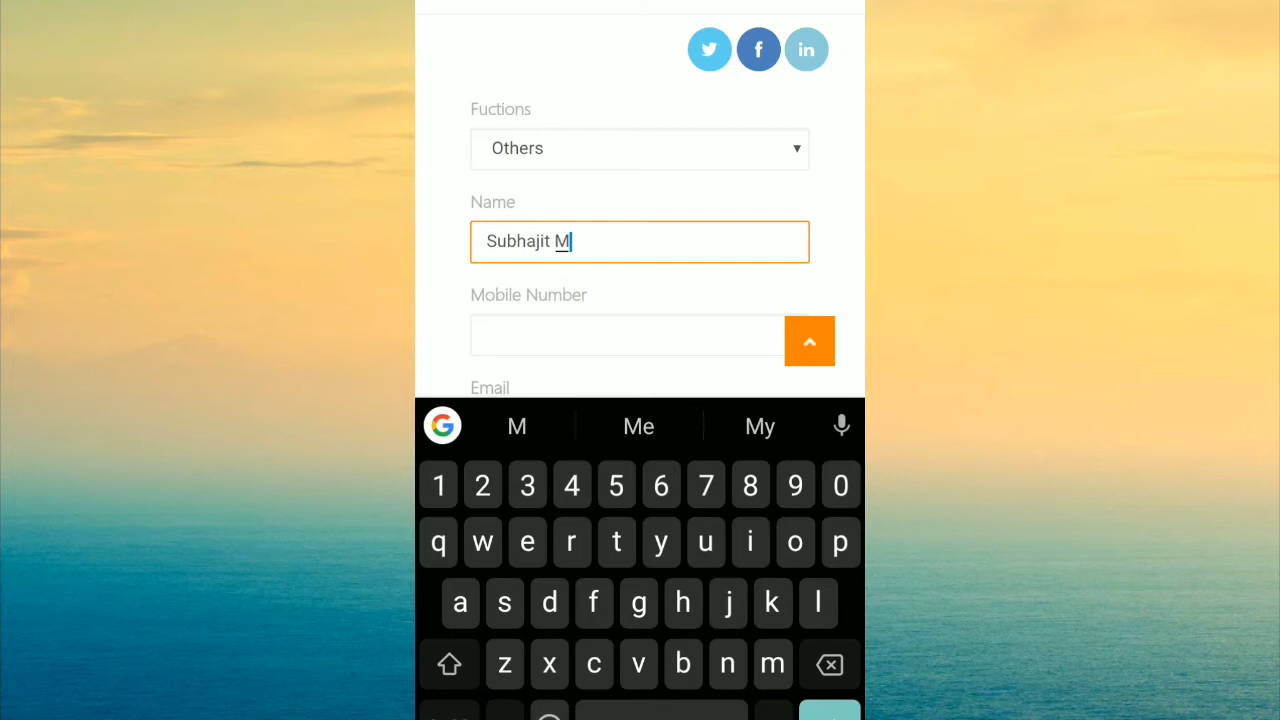 f in
Fuctions
Others
Name
Subhajit M
Mobile Number
Email
G M Me My
1 2 3 4 5 6 7 8 9 0
q w e r t y u i o p
a s d f g h j k l
z x c v b n m